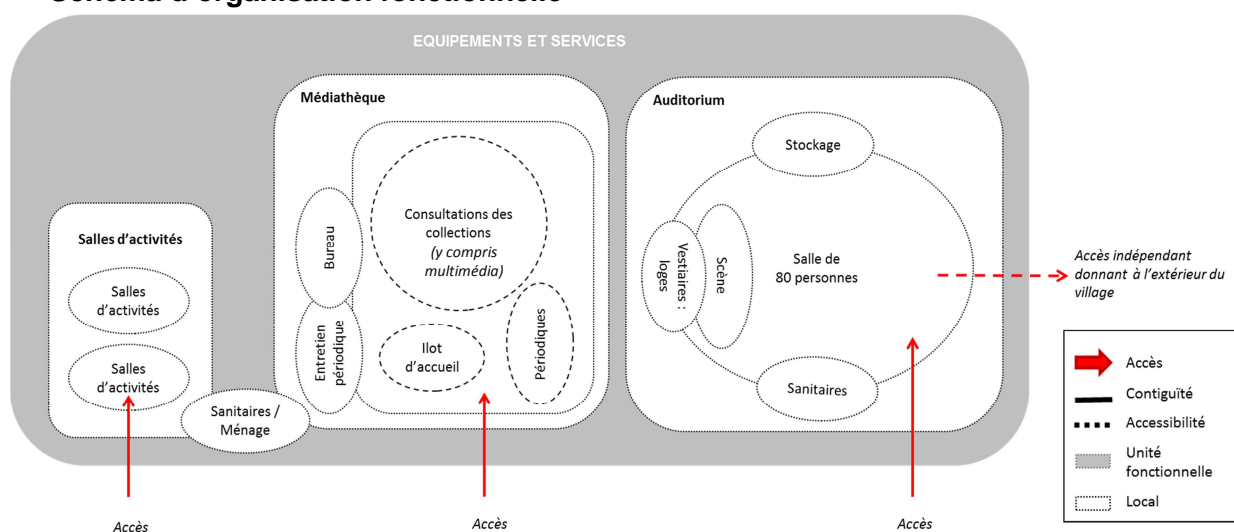 Schéma d'organisation fonctionnelle
EQUIPEMENTS ET SERVICES
Salles d'activités
Salles
d'activités
Salles
d'activités
Sanitaires /
Ménage
Médiathèque
Bureau
Entretien
périodique
Consultations des
collections
(y compris
multimédia)
Ilot
d'accueil
Périodiques
Auditorium
Stockage
Vestiaires :
loges
Scène
Salle de
80 personnes
Sanitaires
Accès indépendant
donnant à l'extérieur du
village
Accès
Contiguïté
Accessibilité
Unité
fonctionnelle
Local
Accès
Accès
Accès